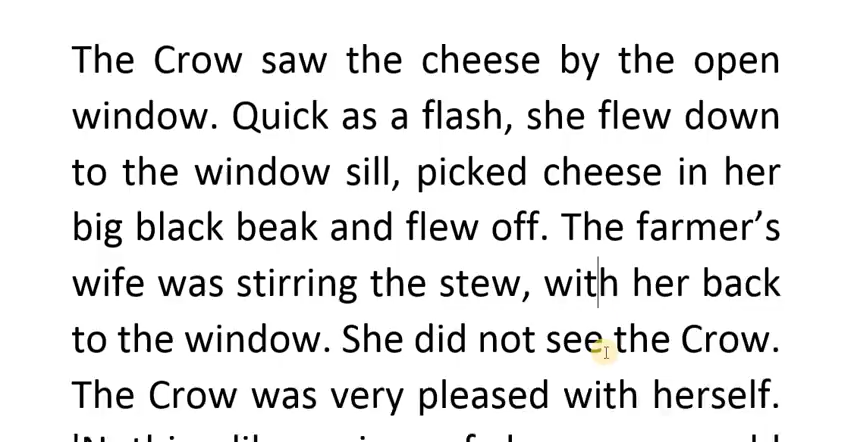 The Crow saw the cheese by the open
window. Quick as a flash, she flew down
to the window sill, picked cheese in her
big black beak and flew off. The farmer’s
wife was stirring the stew, with her back
to the window. She did not see the Crow.
The Crow was very pleased with herself.